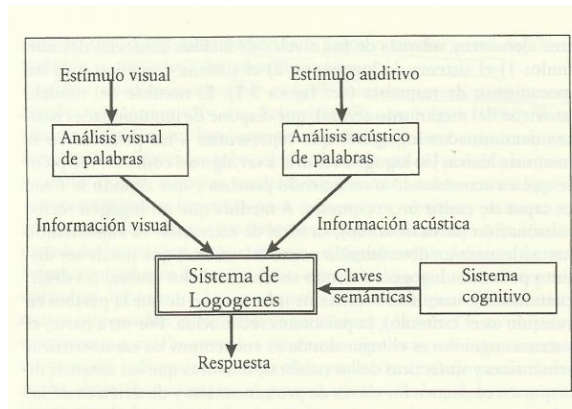 Estímulo visual
Estímulo auditivo
Análisis visual
de palabras
Análisis acústico
de palabras
Información visual
Información acústica
Sistema de
Logogenes
Claves
semánticas
Sistema
cognitivo
Respuesta